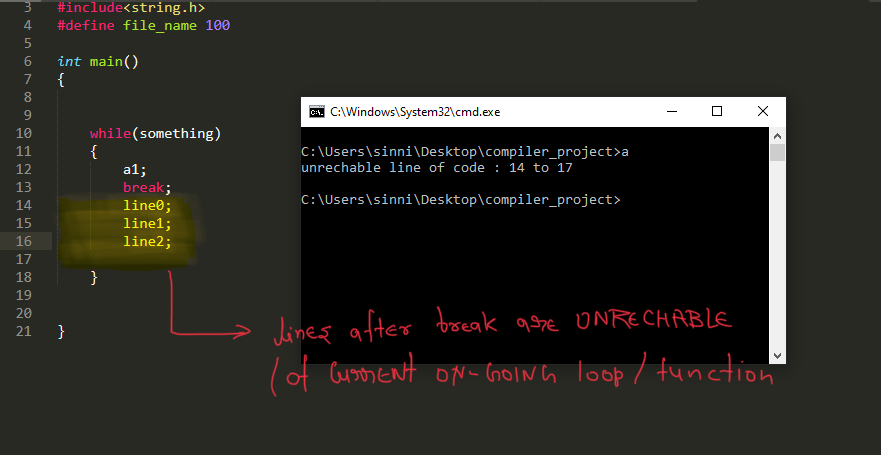 3 #include<string.h>
4 #define file_name 100
5
6 int main()
7 {
8
9
10 while(something)
11 {
12 a1;
13 break;
14 line0;
15 line1;
16 line2;
17
18 }
19
20
21 }
C:\Windows\System32\cmd.exe
C:\Users\sinni\Desktop\compiler_project>a
unrechable line of code : 14 to 17
C:\Users\sinni\Desktop\compiler_project>
lines after break are UNRECHABLE
(of CURRENT ON-GOING loop/function